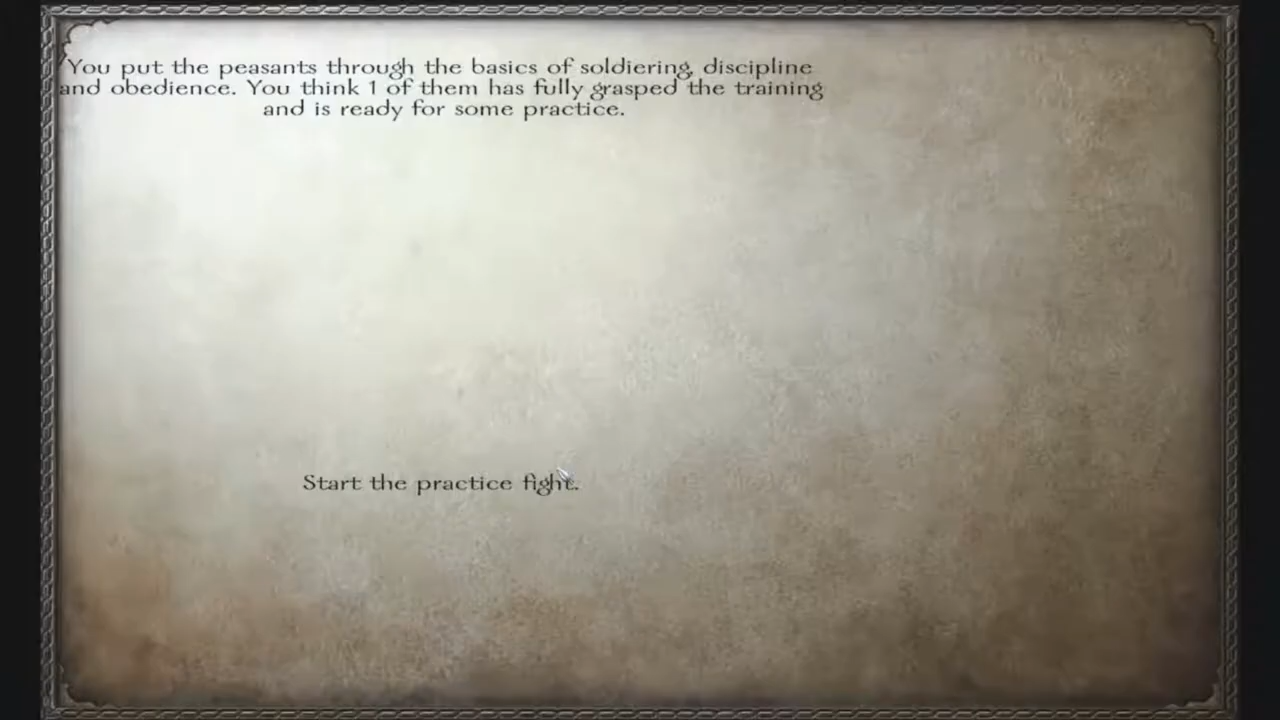 You put the peasants through the basics of soldiering, discipline
and obedience. You think 1 of them has fully grasped the training
and is ready for some practice.
Start the practice fight.